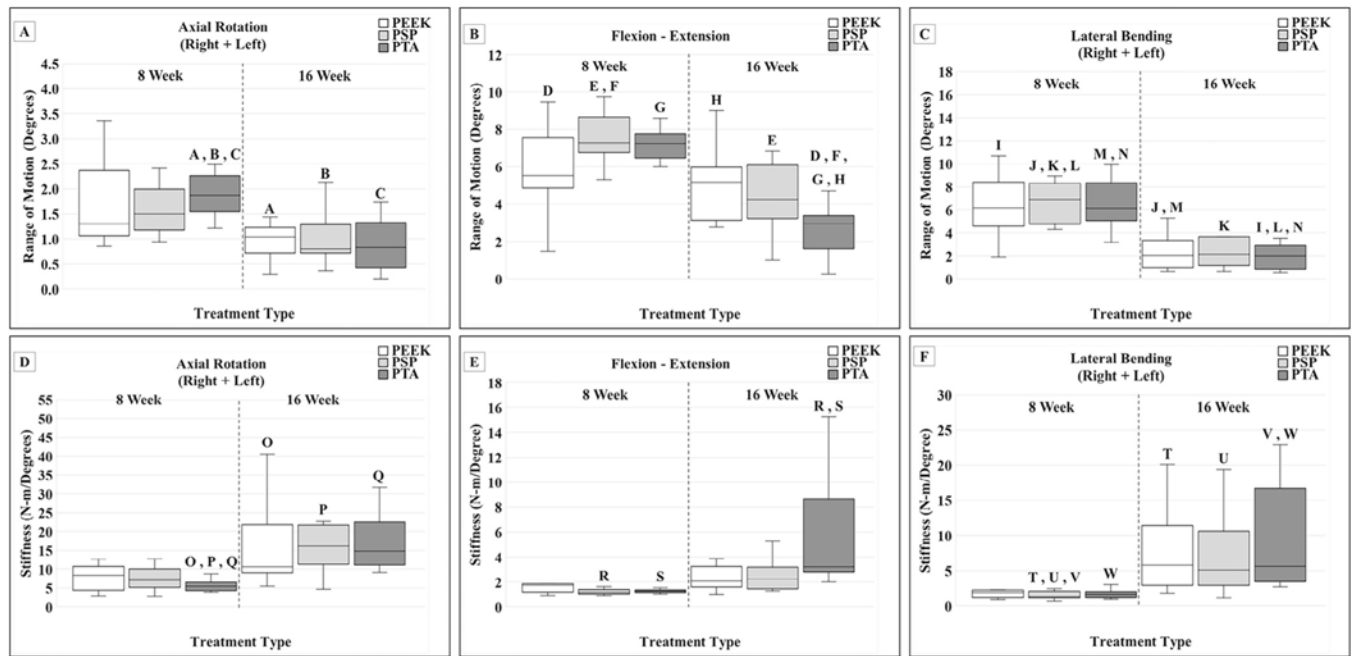 A
Axial Rotation
(Right + Left)
PEEK
PSP
PTA
8 Week
16 Week
Range of Motion (Degrees)
4.5
4.0
3.5
3.0
2.5
2.0
1.5
1.0
0.5
0.0
A , B , C
A
B
C
Treatment Type
B
Flexion - Extension
PEEK
PSP
PTA
8 Week
16 Week
Range of Motion (Degrees)
12
10
8
6
4
2
0
D
E , F
G
H
E
D , F ,
G , H
Treatment Type
C
Lateral Bending
(Right + Left)
PEEK
PSP
PTA
8 Week
16 Week
Range of Motion (Degrees)
18
16
14
12
10
8
6
4
2
0
I
J , K , L
M , N
J , M
K
I , L , N
Treatment Type
D
Axial Rotation
(Right + Left)
PEEK
PSP
PTA
8 Week
16 Week
Stiffness (N-m/Degrees)
55
50
45
40
35
30
25
20
15
10
5
0
O , P , Q
O
P
Q
Treatment Type
E
Flexion - Extension
PEEK
PSP
PTA
8 Week
16 Week
Stiffness (N-m/Degree)
18
16
14
12
10
8
6
4
2
0
R
S
R , S
Treatment Type
F
Lateral Bending
(Right + Left)
PEEK
PSP
PTA
8 Week
16 Week
Stiffness (N-m/Degree)
30
25
20
15
10
5
0
T , U , V
W
T
U
V , W
Treatment Type